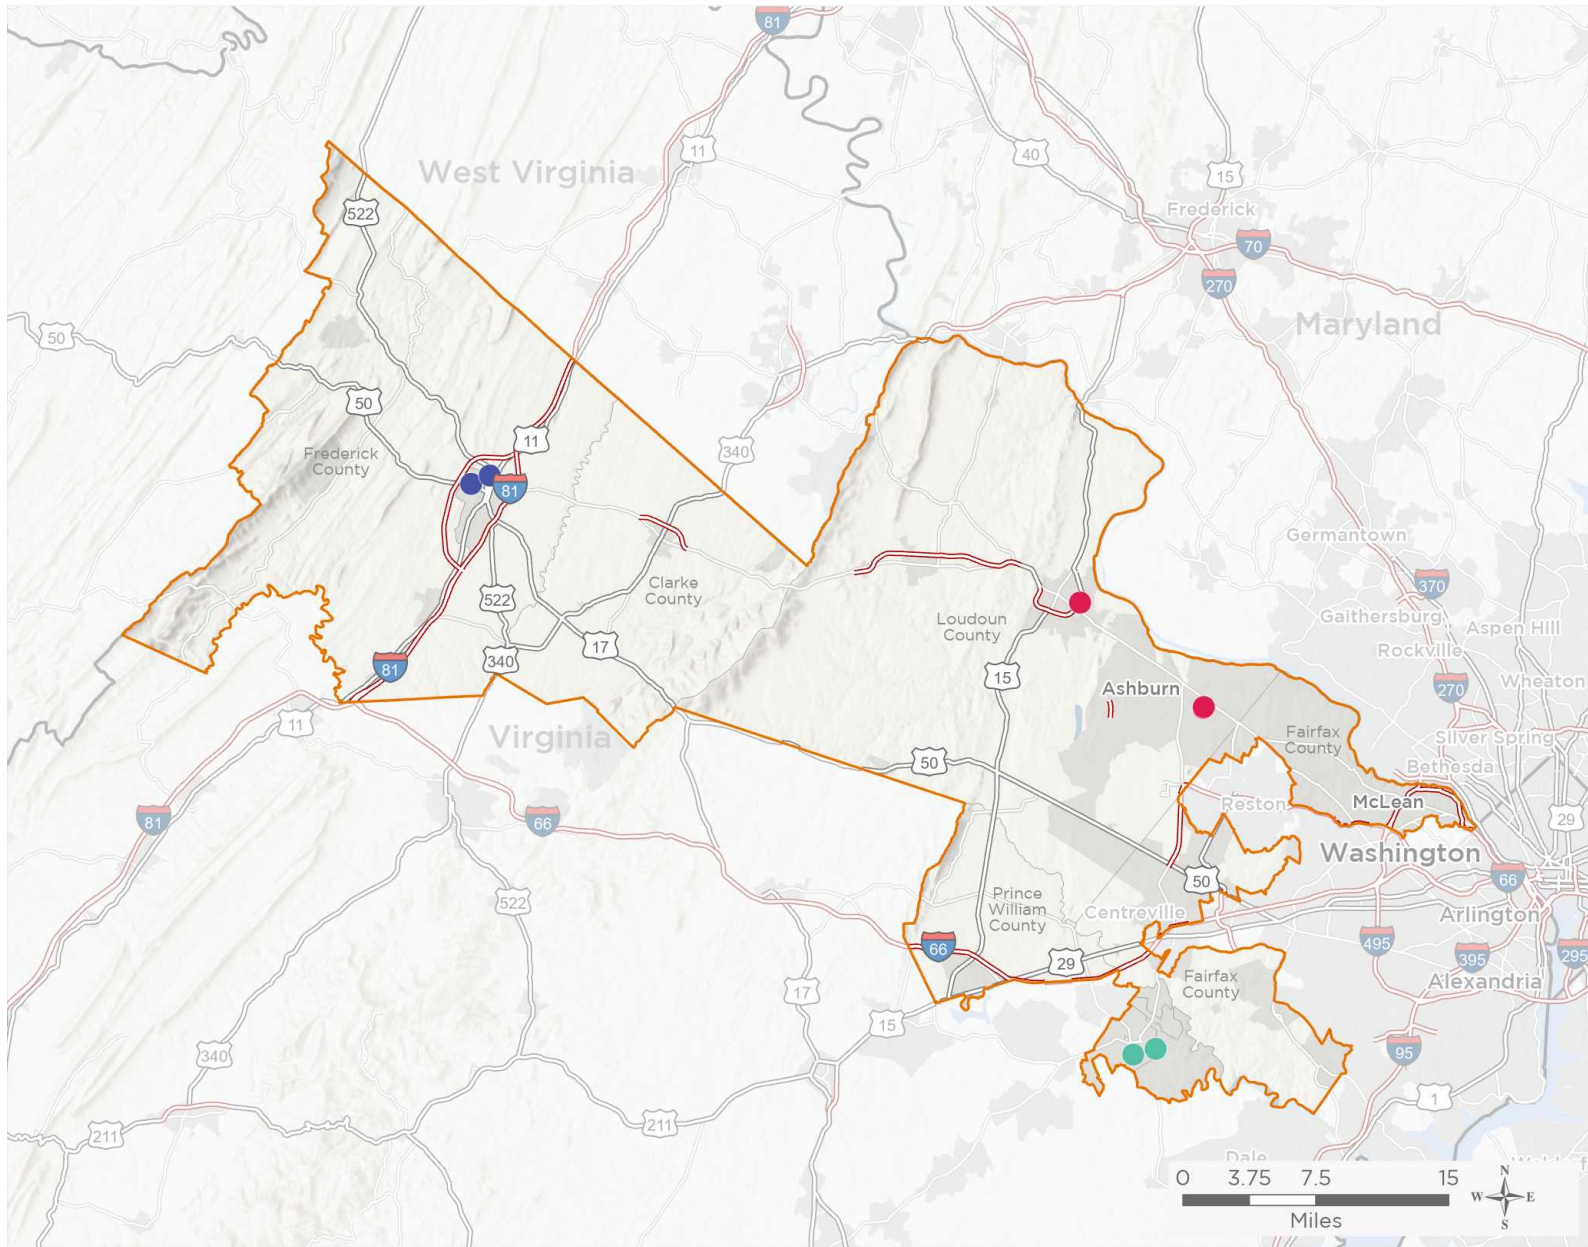 81
11
West Virginia
40
15
Frederick
522
70
270
Maryland
50
50
11
340
Frederick
County
81
Germantown
370
Clarke
County
522
Loudoun
County
Gaithersburg
Aspen Hill
17
Rockville
340
81
15
270
Wheaton
Ashburn
11
Virginia
Fairfax
County
Silver Spring
50
Bethesda
Reston
McLean
81
66
29
Washington
50
66
522
Prince
William
County
Centreville
Arlington
66
495
395
295
29
Fairfax
County
Alexandria
17
15
340
95
1
211
211
Dale
0 3.75 7.5 15
Miles
N
W E
S